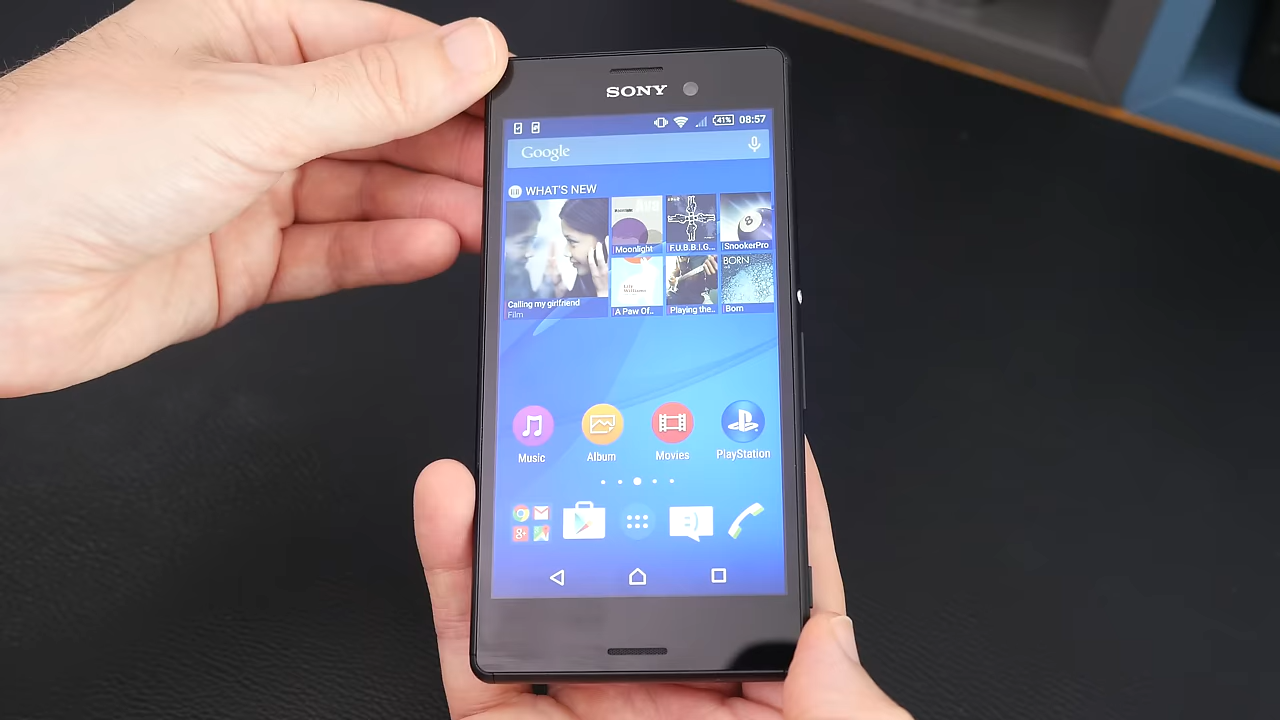 SONY
41% 08:57
Google
WHAT'S NEW
Moonlight
F.U.B.B.I.G...
SnookerPro
BORN
Calling my girlfriend
Film
A Paw Of..
Playing the..
Born
Music
Album
Movies
PlayStation